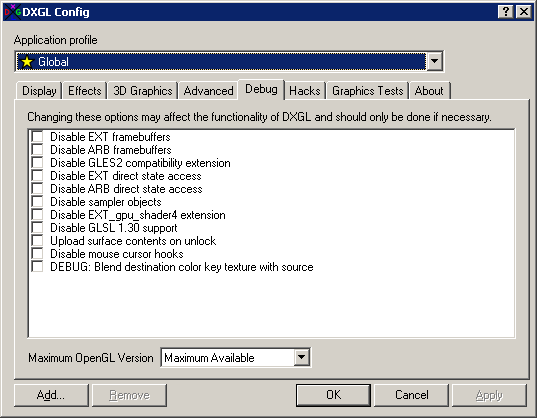 DXGL Config
Application profile
Global
Display Effects 3D Graphics Advanced Debug Hacks Graphics Tests About
Changing these options may affect the functionality of DXGL and should only be done if necessary.
Disable EXT framebuffers
Disable ARB framebuffers
Disable GLES2 compatibility extension
Disable EXT direct state access
Disable ARB direct state access
Disable sampler objects
Disable EXT_gpu_shader4 extension
Disable GLSL 1.30 support
Upload surface contents on unlock
Disable mouse cursor hooks
DEBUG: Blend destination color key texture with source
Maximum OpenGL Version Maximum Available
Add... Remove OK Cancel Apply